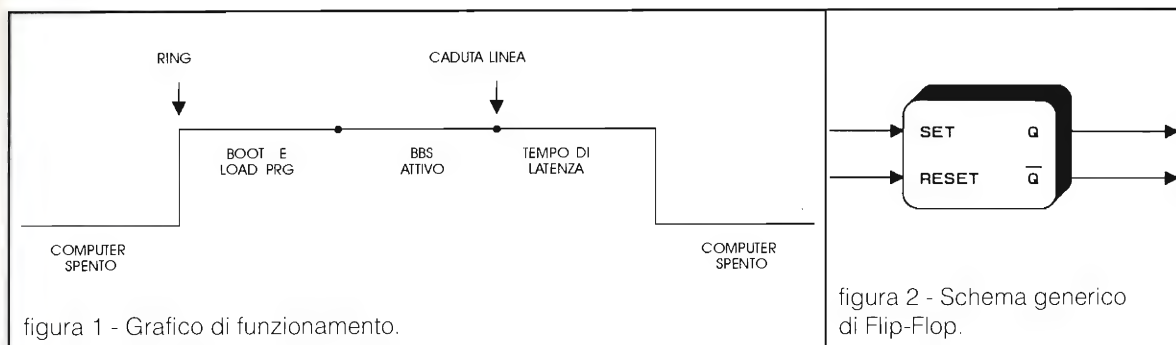 RING
CADUTA LINEA
BOOT E
LOAD PRG
BBS
ATTIVO
TEMPO DI
LATENZA
COMPUTER
SPENTO
COMPUTER
SPENTO
figura 1 - Grafico di funzionamento.
SET Q
RESET Q̅
figura 2 - Schema generico
di Flip-Flop.